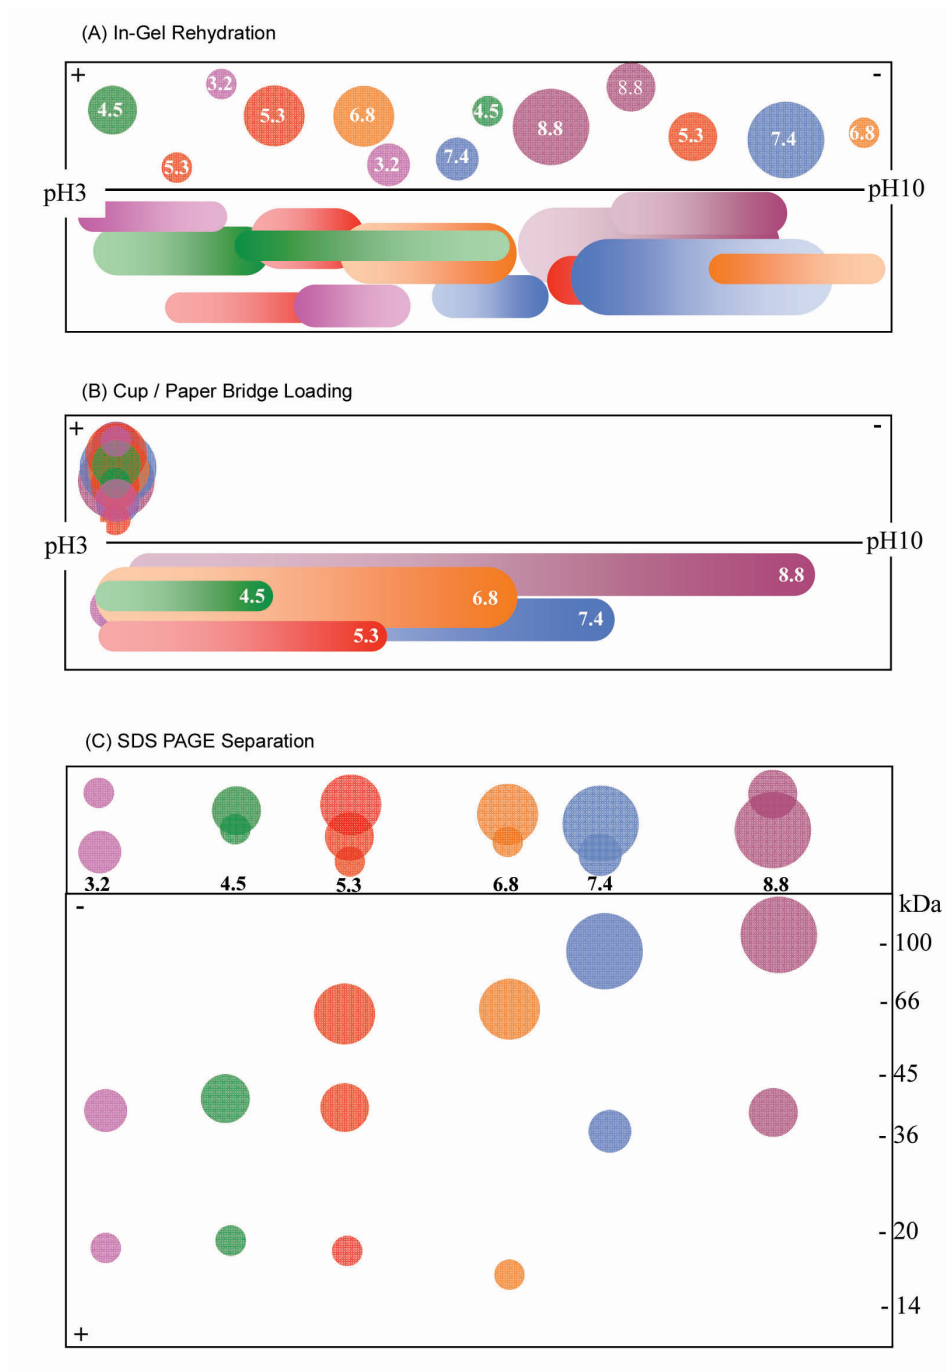 (A) In-Gel Rehydration
+ -
3.2
4.5 5.3 6.8 4.5 8.8 8.8 5.3 7.4 6.8
5.3 3.2 7.4
pH3 pH10
(B) Cup / Paper Bridge Loading
+ -
pH3 pH10
8.8
4.5 6.8
7.4
5.3
(C) SDS PAGE Separation
3.2 4.5 5.3 6.8 7.4 8.8
- kDa
- 100
- 66
- 45
- 36
- 20
- 14
+